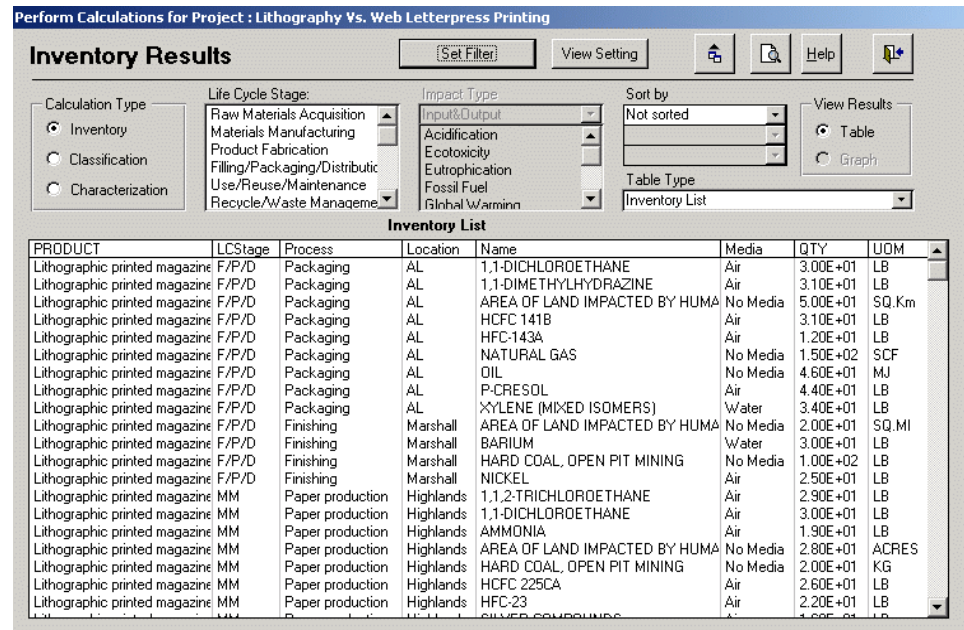 Perform Calculations for Project : Lithography Vs. Web Letterpress Printing
Inventory Results
Set Filter
View Setting
Help
Calculation Type
Inventory
Classification
Characterization
Life Cycle Stage:
Raw Materials Acquisition
Materials Manufacturing
Product Fabrication
Filling/Packaging/Distributic
Use/Reuse/Maintenance
Recycle/Waste Manageme
Impact Type
Input&Output
Acidification
Ecotoxicity
Eutrophication
Fossil Fuel
Global Warming
Sort by
Not sorted
Table Type
Inventory List
View Results
Table
Graph
Inventory List
PRODUCT LCStage Process Location Name Media QTY UOM
Lithographic printed magazine F/P/D Packaging AL 1,1-DICHLOROETHANE Air 3.00E+01 LB
Lithographic printed magazine F/P/D Packaging AL 1,1-DIMETHYLHYDRAZINE Air 3.10E+01 LB
Lithographic printed magazine F/P/D Packaging AL AREA OF LAND IMPACTED BY HUMA No Media 5.00E+01 SQ.Km
Lithographic printed magazine F/P/D Packaging AL HCFC 141B Air 3.10E+01 LB
Lithographic printed magazine F/P/D Packaging AL HFC-143A Air 1.20E+01 LB
Lithographic printed magazine F/P/D Packaging AL NATURAL GAS No Media 1.50E+02 SCF
Lithographic printed magazine F/P/D Packaging AL OIL No Media 4.60E+01 MJ
Lithographic printed magazine F/P/D Packaging AL P-CRESOL Air 4.40E+01 LB
Lithographic printed magazine F/P/D Packaging AL XYLENE (MIXED ISOMERS) Water 3.40E+01 LB
Lithographic printed magazine F/P/D Finishing Marshall AREA OF LAND IMPACTED BY HUMA No Media 2.00E+01 SQ.MI
Lithographic printed magazine F/P/D Finishing Marshall BARIUM Water 3.00E+01 LB
Lithographic printed magazine F/P/D Finishing Marshall HARD COAL, OPEN PIT MINING No Media 1.00E+02 LB
Lithographic printed magazine F/P/D Finishing Marshall NICKEL Air 2.50E+01 LB
Lithographic printed magazine MM Paper production Highlands 1,1,2-TRICHLOROETHANE Air 2.90E+01 LB
Lithographic printed magazine MM Paper production Highlands 1,1-DICHLOROETHANE Air 3.00E+01 LB
Lithographic printed magazine MM Paper production Highlands AMMONIA Air 1.90E+01 LB
Lithographic printed magazine MM Paper production Highlands AREA OF LAND IMPACTED BY HUMA No Media 2.80E+01 ACRES
Lithographic printed magazine MM Paper production Highlands HARD COAL, OPEN PIT MINING No Media 2.00E+01 KG
Lithographic printed magazine MM Paper production Highlands HCFC 225CA Air 2.60E+01 LB
Lithographic printed magazine MM Paper production Highlands HFC-23 Air 2.20E+01 LB